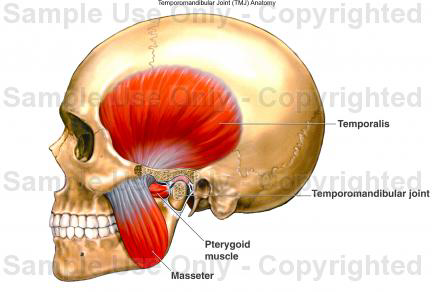 Temporomandibular Joint (TMJ) Anatomy
Sample Use Only - Copyrighted
Sample Use Only - Copyrighted
Temporalis
Sample Use Only - Copyrighted
Temporomandibular joint
Pterygoid
muscle
Sample Use Only - Copyrighted
Masseter